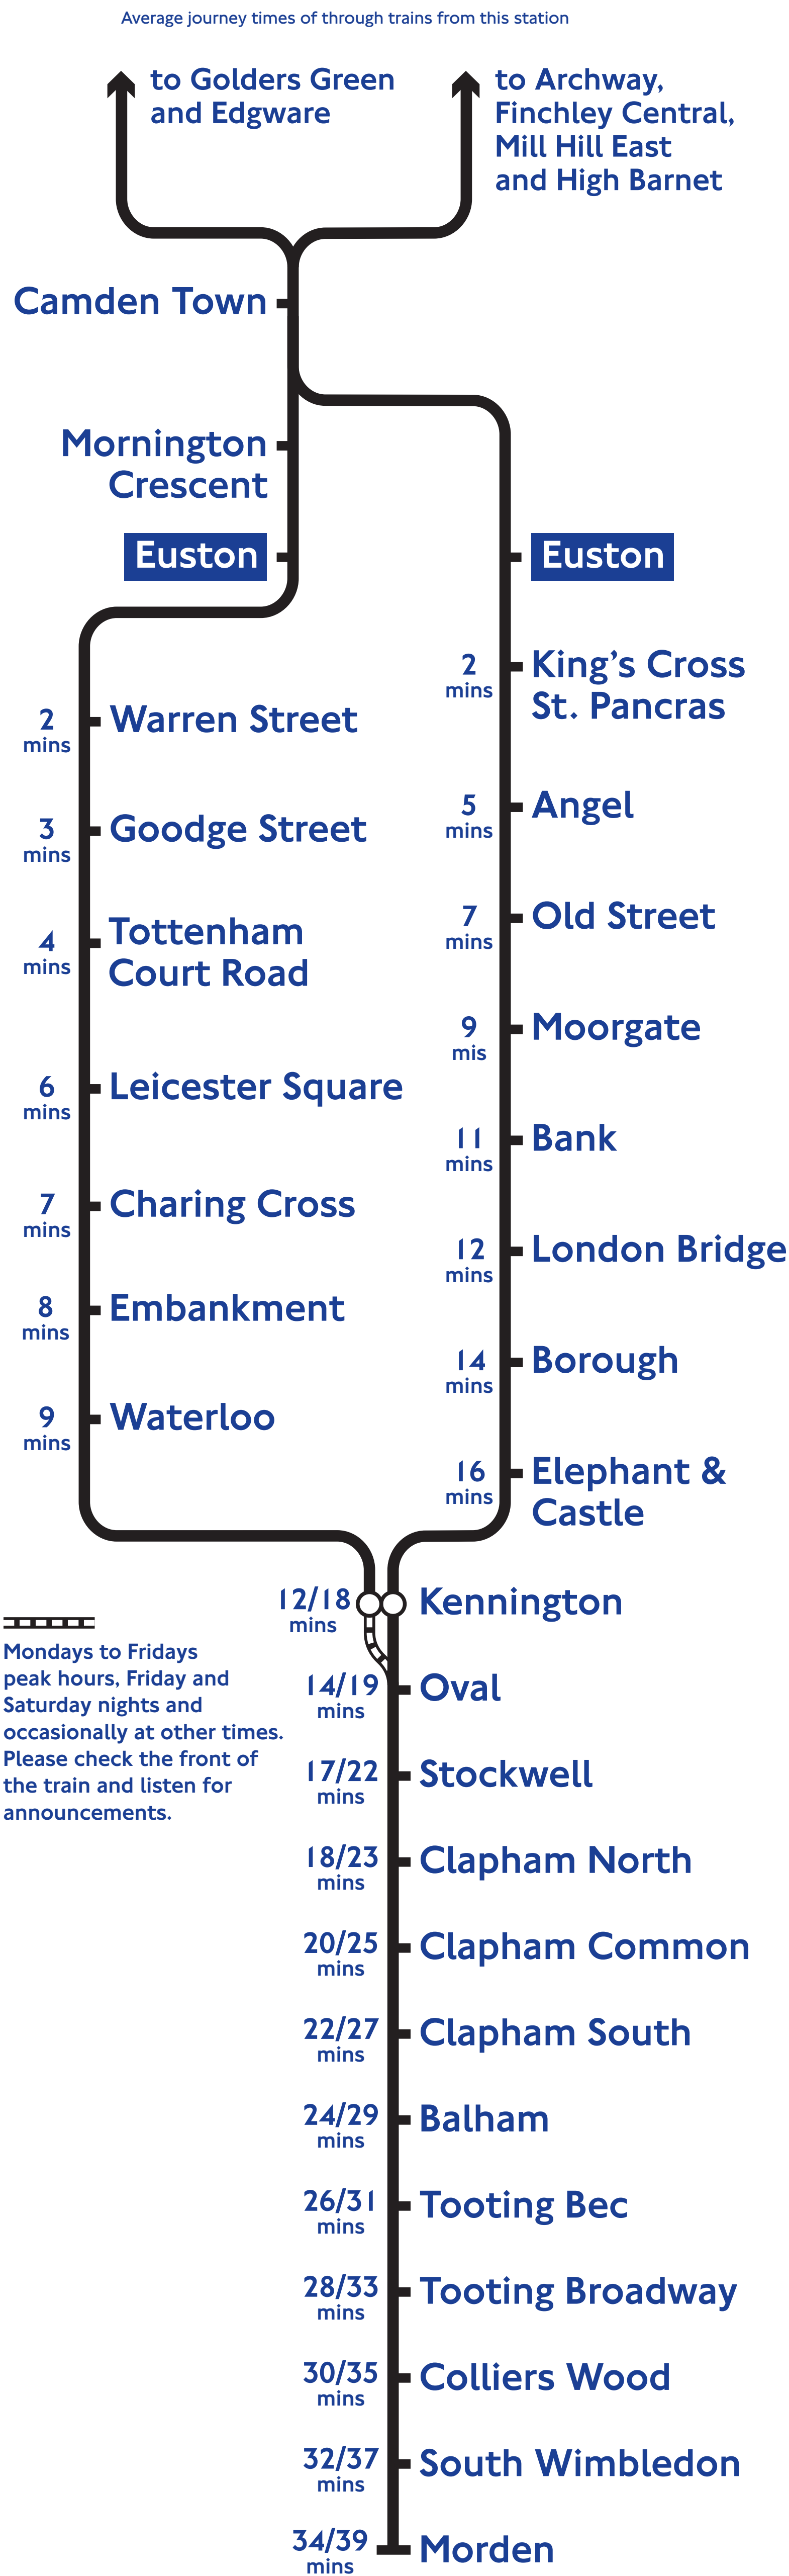 Average journey times of through trains from this station
to Golders Green
and Edgware
to Archway,
Finchley Central,
Mill Hill East
and High Barnet
Camden Town
Mornington
Crescent
Euston
2
mins
Warren Street
3
mins
Goodge Street
4
mins
Tottenham
Court Road
6
mins
Leicester Square
7
mins
Charing Cross
8
mins
Embankment
9
mins
Waterloo
Euston
2
mins
King’s Cross
St. Pancras
5
mins
Angel
7
mins
Old Street
9
mis
Moorgate
11
mins
Bank
12
mins
London Bridge
14
mins
Borough
16
mins
Elephant &
Castle
12/18
mins
Kennington
Mondays to Fridays
peak hours, Friday and
Saturday nights and
occasionally at other times.
Please check the front of
the train and listen for
announcements.
14/19
mins
Oval
17/22
mins
Stockwell
18/23
mins
Clapham North
20/25
mins
Clapham Common
22/27
mins
Clapham South
24/29
mins
Balham
26/31
mins
Tooting Bec
28/33
mins
Tooting Broadway
30/35
mins
Colliers Wood
32/37
mins
South Wimbledon
34/39
mins
Morden